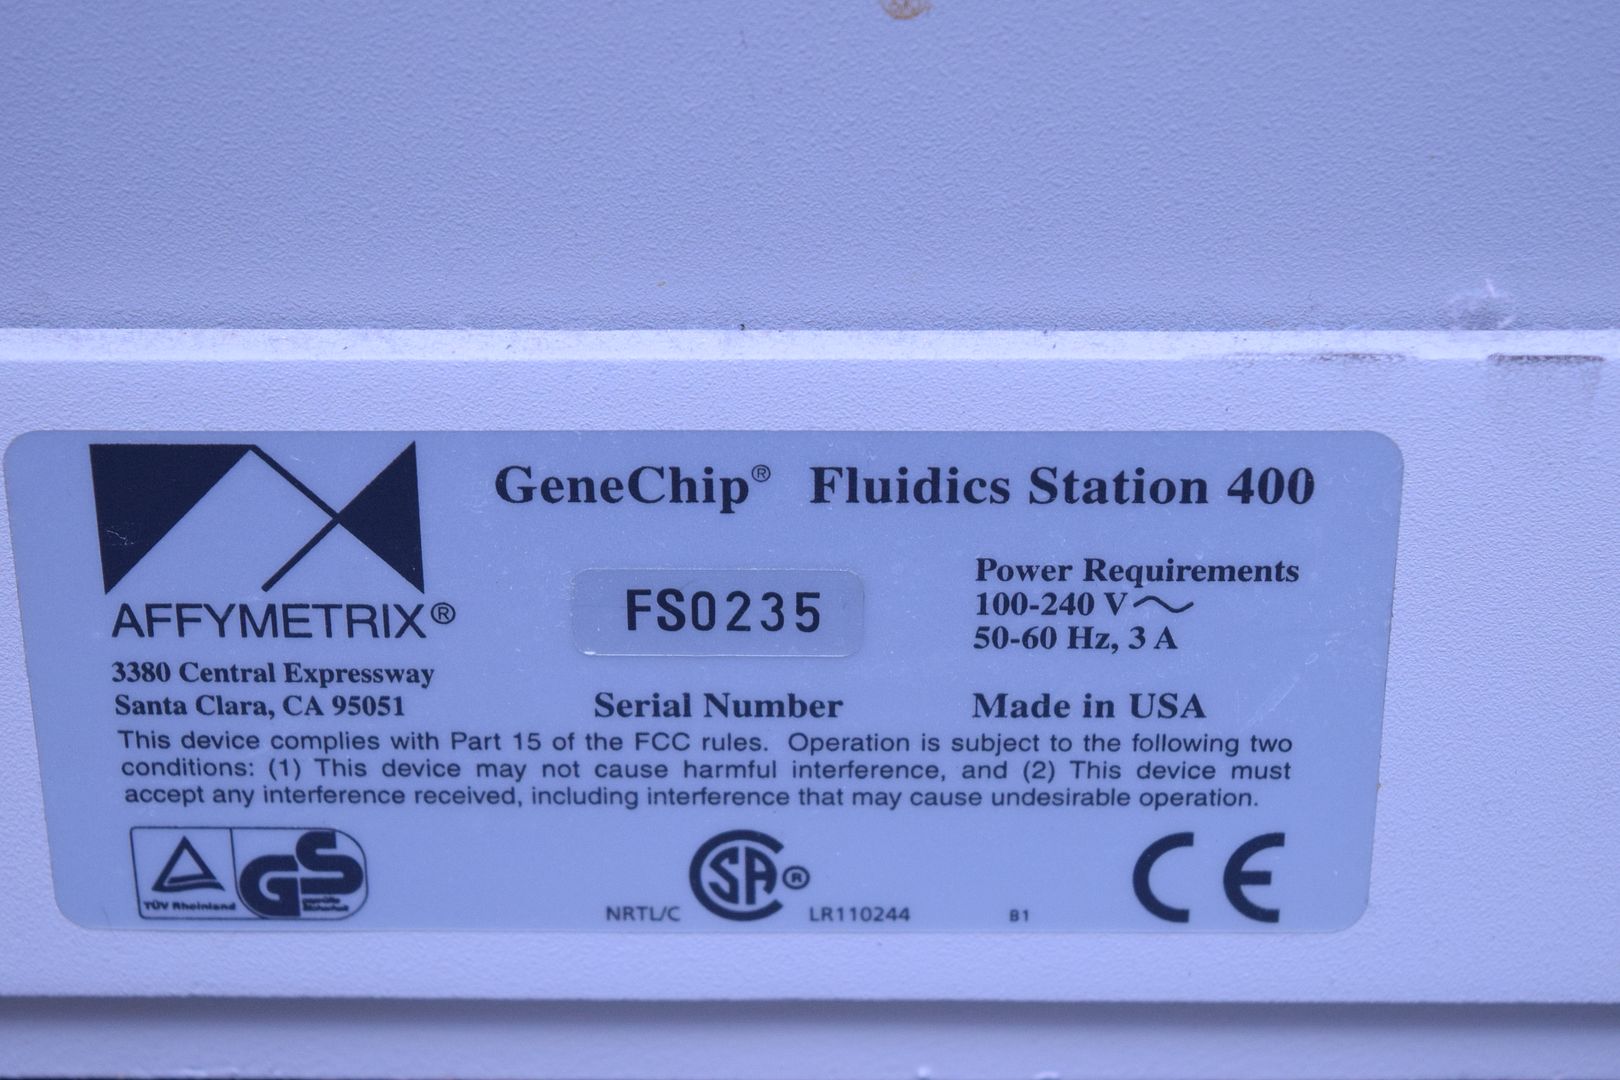 GeneChip® Fluidics Station 400
AFFYMETRIX®
3380 Central Expressway
Santa Clara, CA 95051
FS0235
Serial Number
Power Requirements
100-240 V～
50-60 Hz, 3 A
Made in USA
This device complies with Part 15 of the FCC rules. Operation is subject to the following two
conditions: (1) This device may not cause harmful interference, and (2) This device must
accept any interference received, including interference that may cause undesirable operation.
TÜV Rheinland
GS
geprüfte
Sicherheit
NRTL/C
SA®
LR110244
B1
CE